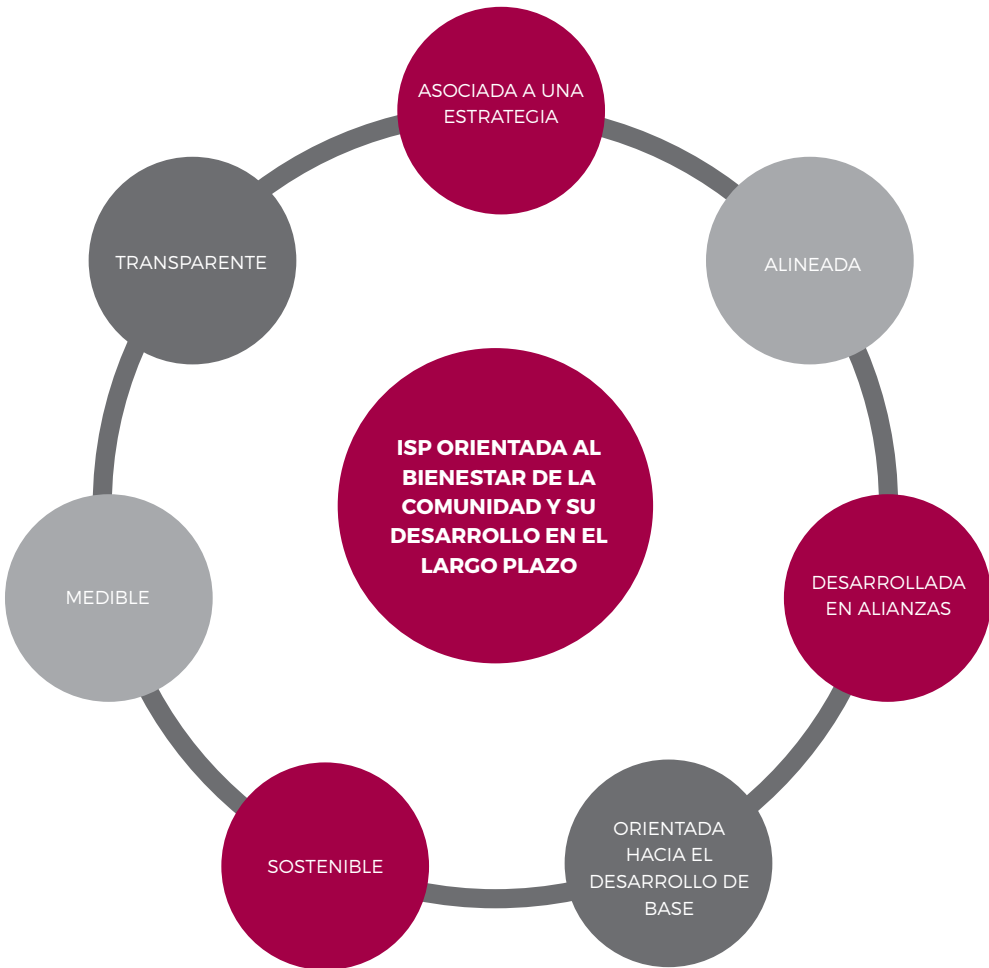 ASOCIADA A UNA
ESTRATEGIA
ALINEADA
DESARROLLADA
EN ALIANZAS
ORIENTADA
HACIA EL
DESARROLLO DE
BASE
SOSTENIBLE
MEDIBLE
TRANSPARENTE
ISP ORIENTADA AL
BIENESTAR DE LA
COMUNIDAD Y SU
DESARROLLO EN EL
LARGO PLAZO